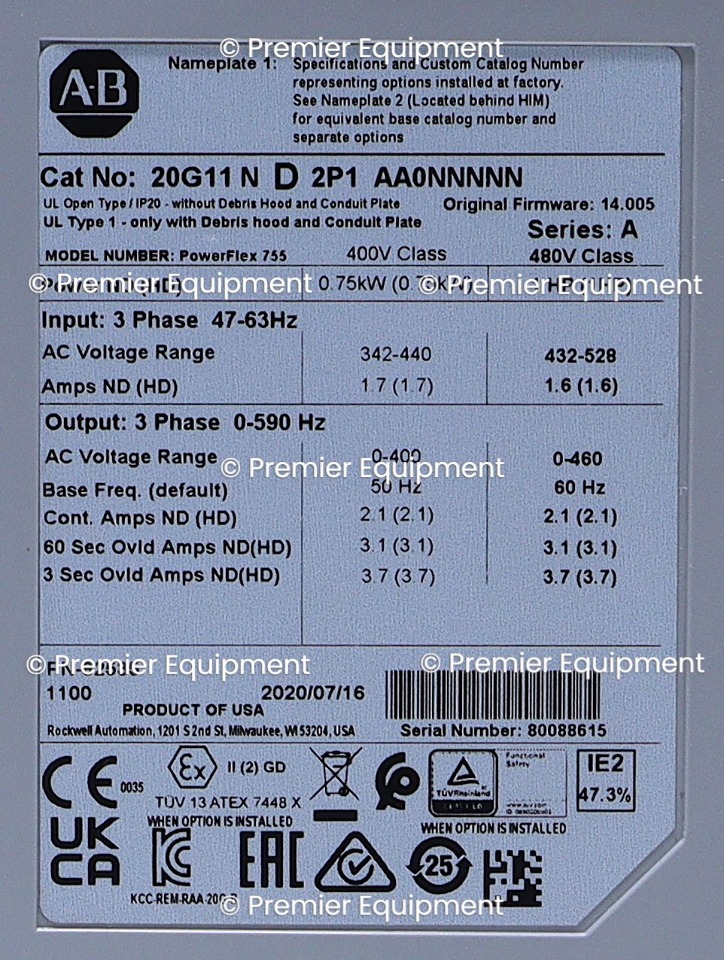 © Premier Equipment
A-B
Nameplate 1: Specifications and Custom Catalog Number
representing options installed at factory.
See Nameplate 2 (Located behind HIM)
for equivalent base catalog number and
separate options
Cat No: 20G11 N D 2P1 AA0NNNNN
UL Open Type / IP20 - without Debris Hood and Conduit Plate Original Firmware: 14.005
UL Type 1 - only with Debris hood and Conduit Plate Series: A
MODEL NUMBER: PowerFlex 755 400V Class 480V Class
© Premier Equipment © Premier Equipment
(HD) 0.75kW
Input: 3 Phase 47-63Hz
AC Voltage Range 342-440 432-528
Amps ND (HD) 1.7 (1.7) 1.6 (1.6)
Output: 3 Phase 0-590 Hz
AC Voltage Range 0-400 0-460
© Premier Equipment
Base Freq. (default) 50 Hz 60 Hz
Cont. Amps ND (HD) 2.1 (2.1) 2.1 (2.1)
60 Sec Ovld Amps ND(HD) 3.1 (3.1) 3.1 (3.1)
3 Sec Ovld Amps ND(HD) 3.7 (3.7) 3.7 (3.7)
© Premier Equipment © Premier Equipment
1100 2020/07/16
PRODUCT OF USA
Rockwell Automation, 1201 S 2nd St, Milwaukee, WI 53204, USA Serial Number: 80088615
CE 0035
Ex II (2) GD
TÜV 13 ATEX 7448 X
WHEN OPTION IS INSTALLED
TÜVRheinland
CERTIFIED
Functional
Safety
IE2
47.3%
WHEN OPTION IS INSTALLED
UK
CA
EAC
25
KCC-REM-RAA-20G
© Premier Equipment